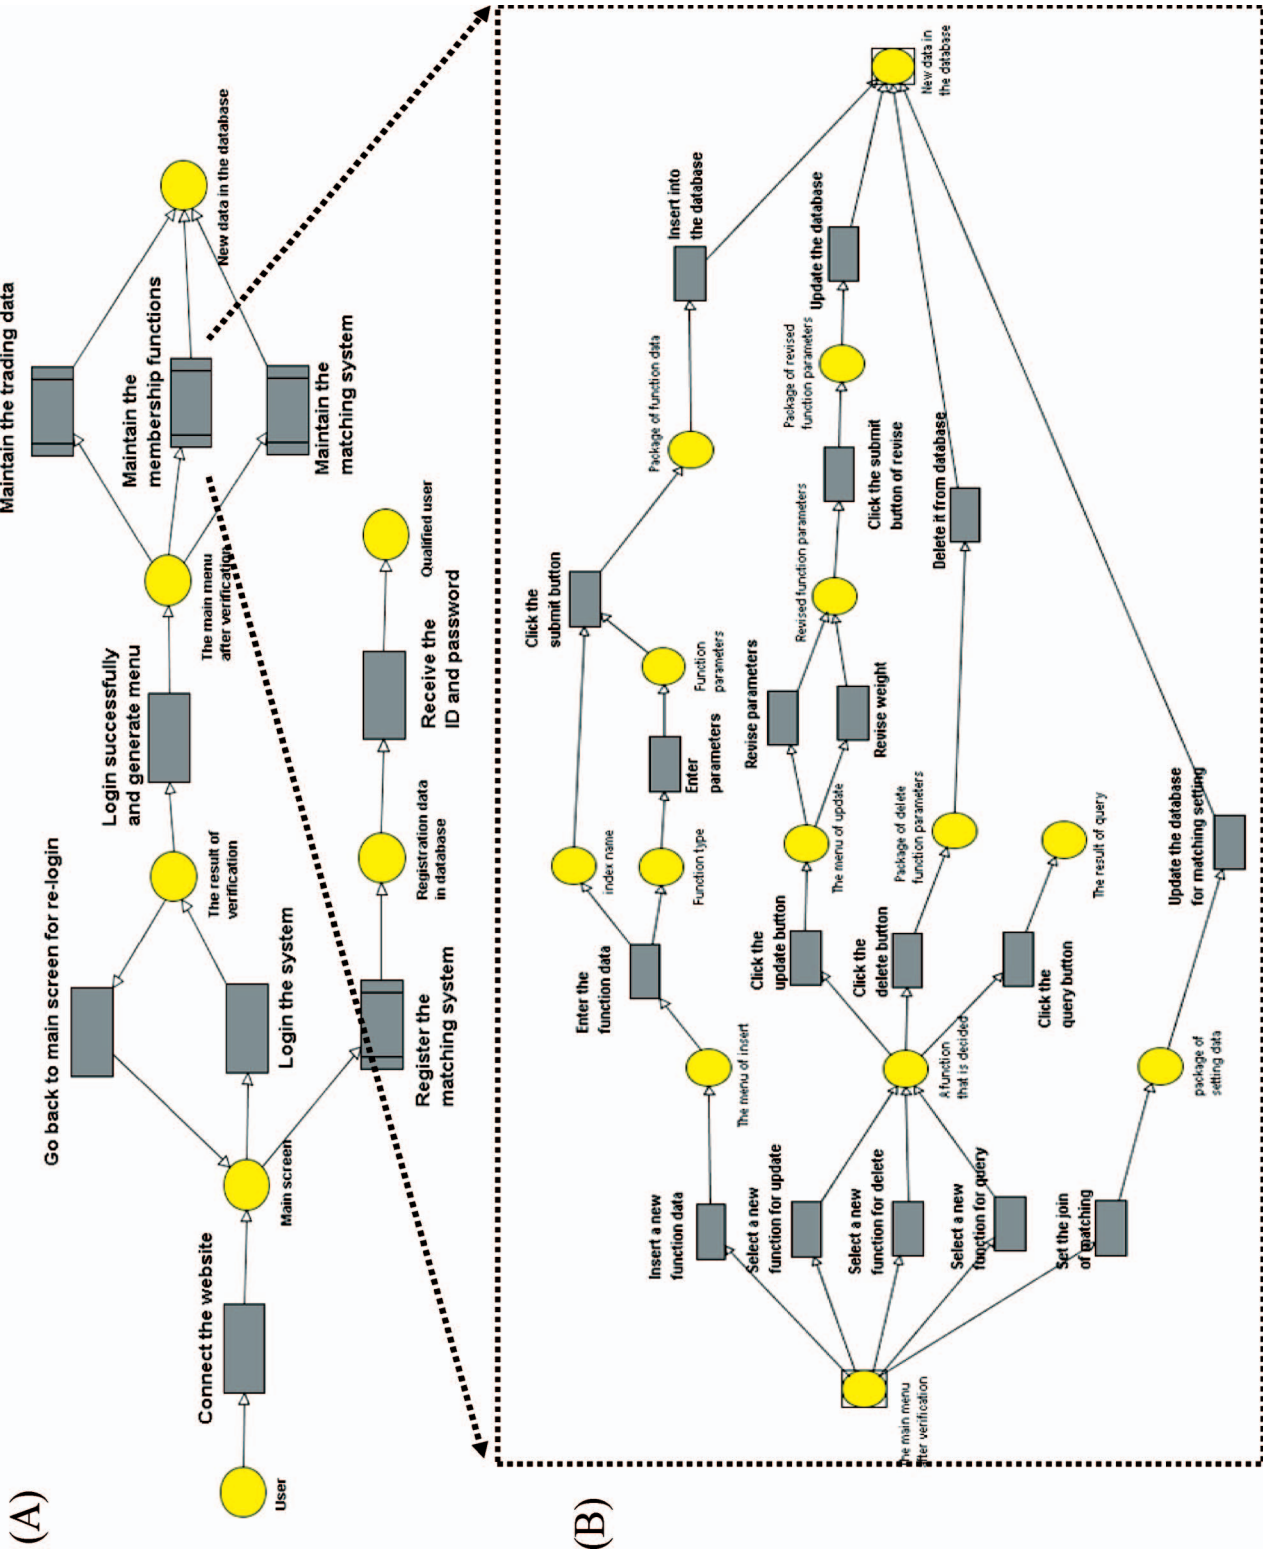 (A)
User
Connect the website
Main screen
Go back to main screen for re-login
Login the system
Register the
matching system
The result of
verification
Registration data
in database
Login successfully
and generate menu
Receive the
ID and password
The main menu
after verification
Qualified user
Maintain the trading data
Maintain the
membership functions
Maintain the
matching system
New data in the database
(B)
The main menu
after verification
Insert a new
function data
Select a new
function for update
Select a new
function for delete
Select a new
function for query
Set the join
of matching
The menu of insert
A function
that is decided
package of
setting data
Enter the
function data
Click the
update button
Click the
delete button
Click the
query button
index name
Function type
The menu of update
Package of delete
function parameters
The result of query
Update the database
for matching setting
Enter
parameters
Revise parameters
Revise weight
Click the
submit button
Function
parameters
Revised function parameters
Delete it from database
Package of function data
Click the submit
button of revise
Package of revised
function parameters
Insert into
the database
Update the database
New data in
the database